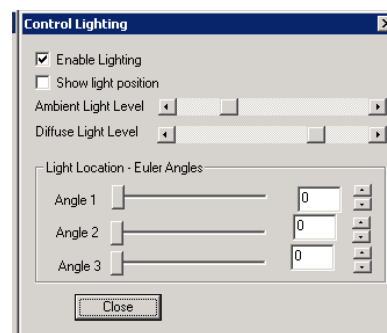 Control Lighting
Enable Lighting
Show light position
Ambient Light Level
Diffuse Light Level
Light Location - Euler Angles
Angle 1 0
Angle 2 0
Angle 3 0
Close